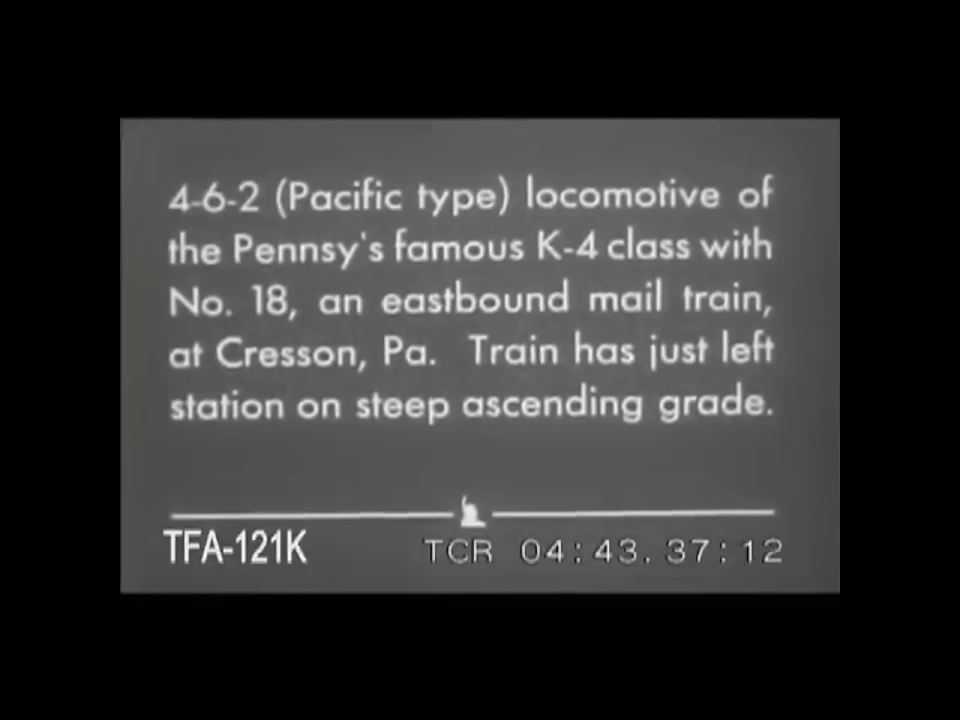 4-6-2 (Pacific type) locomotive of
the Pennsy's famous K-4 class with
No. 18, an eastbound mail train,
at Cresson, Pa. Train has just left
station on steep ascending grade.
TFA-121K TCR 04:43.37:12